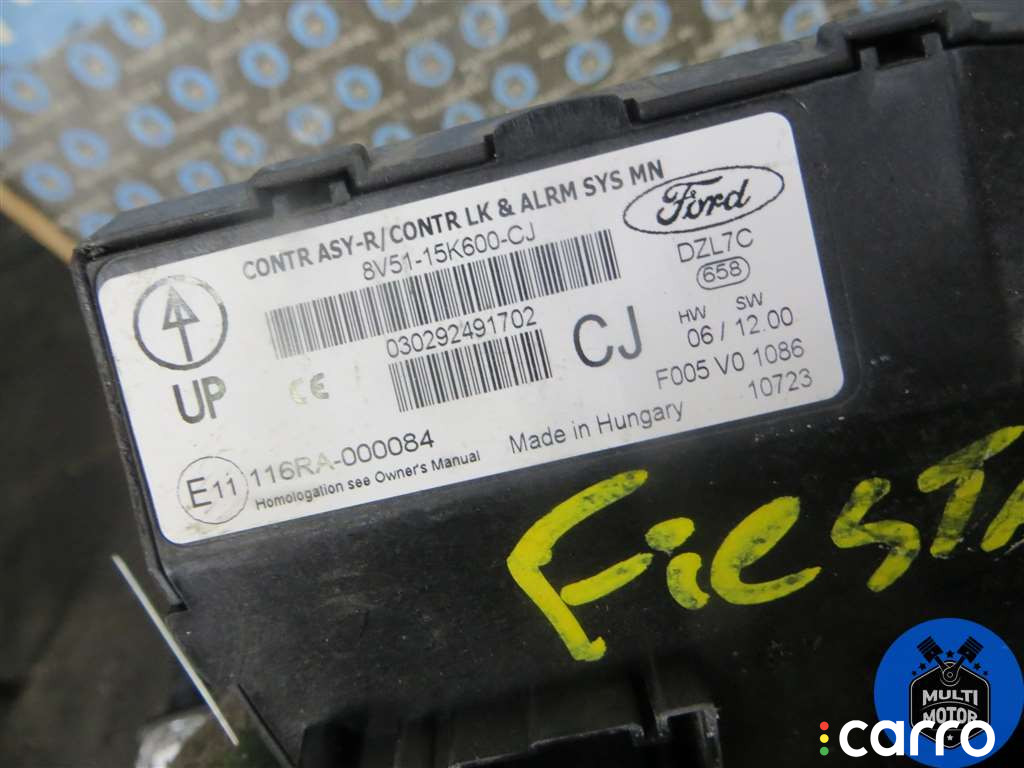 CONTR ASY-R/CONTR LK & ALRM SYS MN
8V51-15K600-CJ
Ford
DZL7C
658
030292491702
CJ
HW SW
06 / 12.00
UP
CE
F005 V0 1086
10723
E11 116RA-000084
Homologation see Owner's Manual
Made in Hungary
FiESTA
MULTI
MOTOR
carro